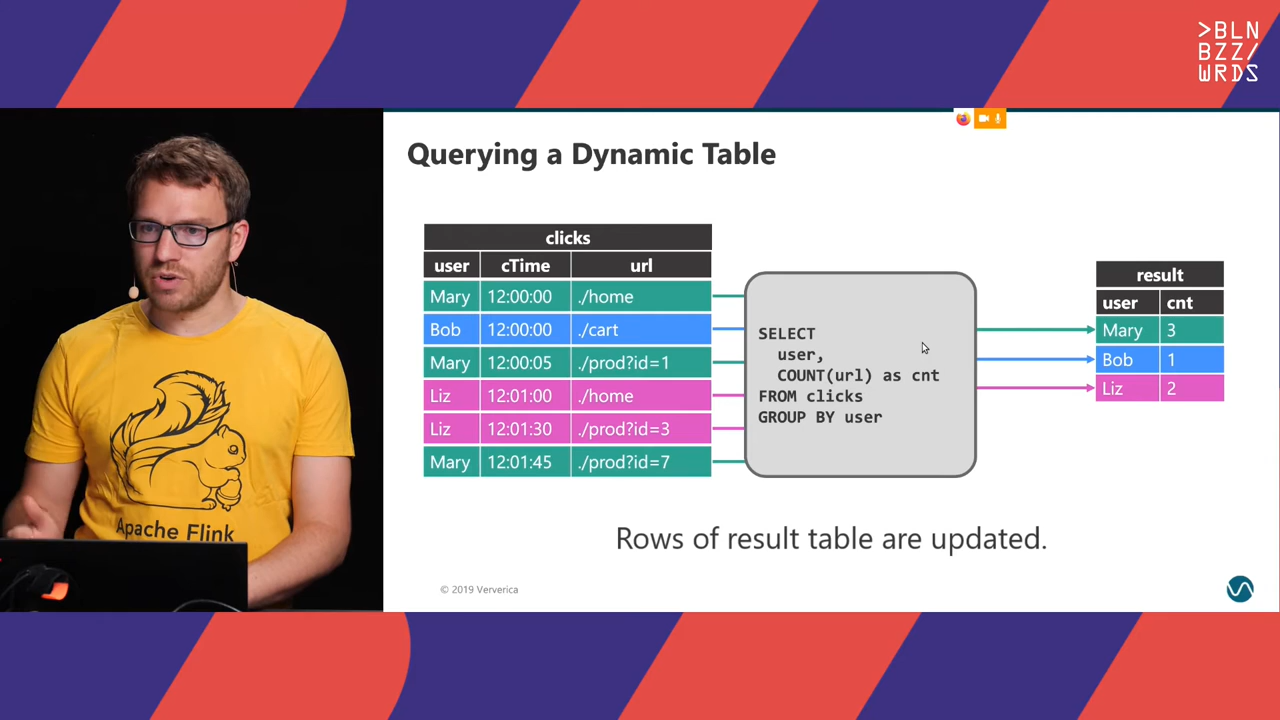 >BLN
BZZ/
WRDS
Querying a Dynamic Table
clicks
user cTime url
Mary 12:00:00 ./home
Bob 12:00:00 ./cart
Mary 12:00:05 ./prod?id=1
Liz 12:01:00 ./home
Liz 12:01:30 ./prod?id=3
Mary 12:01:45 ./prod?id=7
SELECT
user,
COUNT(url) as cnt
FROM clicks
GROUP BY user
result
user cnt
Mary 3
Bob 1
Liz 2
Apache Flink
Rows of result table are updated.
© 2019 Ververica